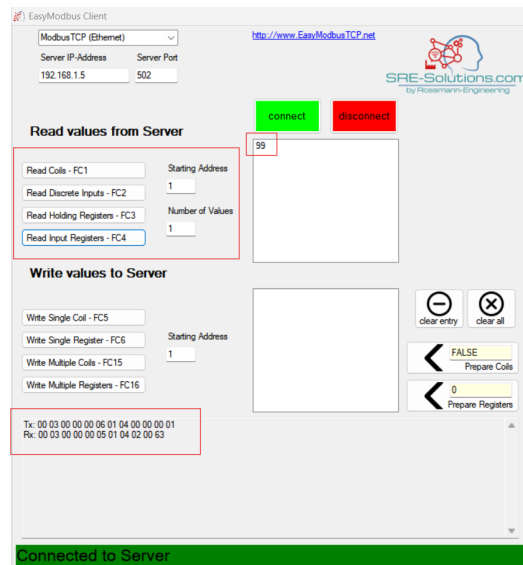 EasyModbus Client
ModbusTCP (Ethernet)
http://www.EasyModbusTCP.net
Server IP-Address
Server Port
192.168.1.5
502
SRE-Solutions.com
by Rossmann-Engineering
connect
disconnect
Read values from Server
99
Read Coils - FC1
Starting Address
1
Read Discrete Inputs - FC2
Read Holding Registers - FC3
Number of Values
1
Read Input Registers - FC4
Write values to Server
Write Single Coil - FC5
clear entry
clear all
Write Single Register - FC6
Starting Address
1
Write Multiple Coils - FC15
FALSE
Prepare Coils
Write Multiple Registers - FC16
0
Prepare Registers
Tx: 00 03 00 00 00 06 01 04 00 00 00 01
Rx: 00 03 00 00 00 05 01 04 02 00 63
Connected to Server